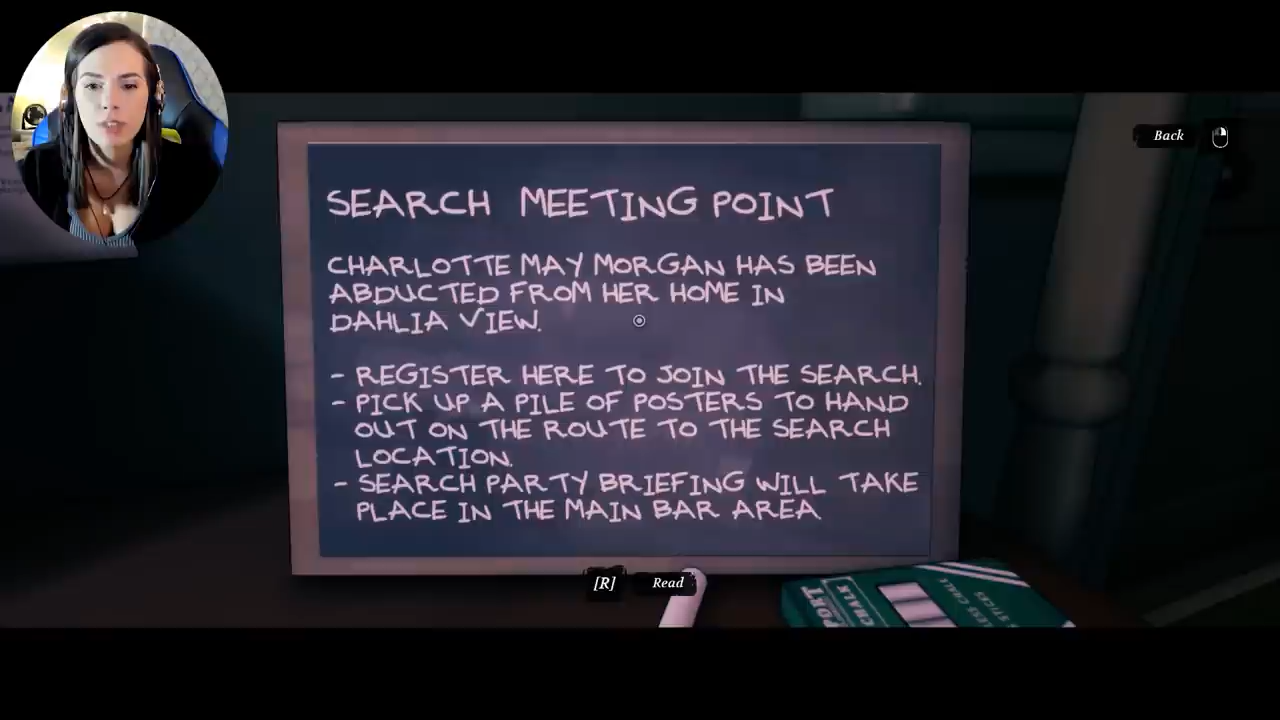 Back
SEARCH MEETING POINT
CHARLOTTE MAY MORGAN HAS BEEN
ABDUCTED FROM HER HOME IN
DAHLIA VIEW.
- REGISTER HERE TO JOIN THE SEARCH.
- PICK UP A PILE OF POSTERS TO HAND
OUT ON THE ROUTE TO THE SEARCH
LOCATION.
- SEARCH PARTY BRIEFING WILL TAKE
PLACE IN THE MAIN BAR AREA
[R] Read
CHALK
STICKS